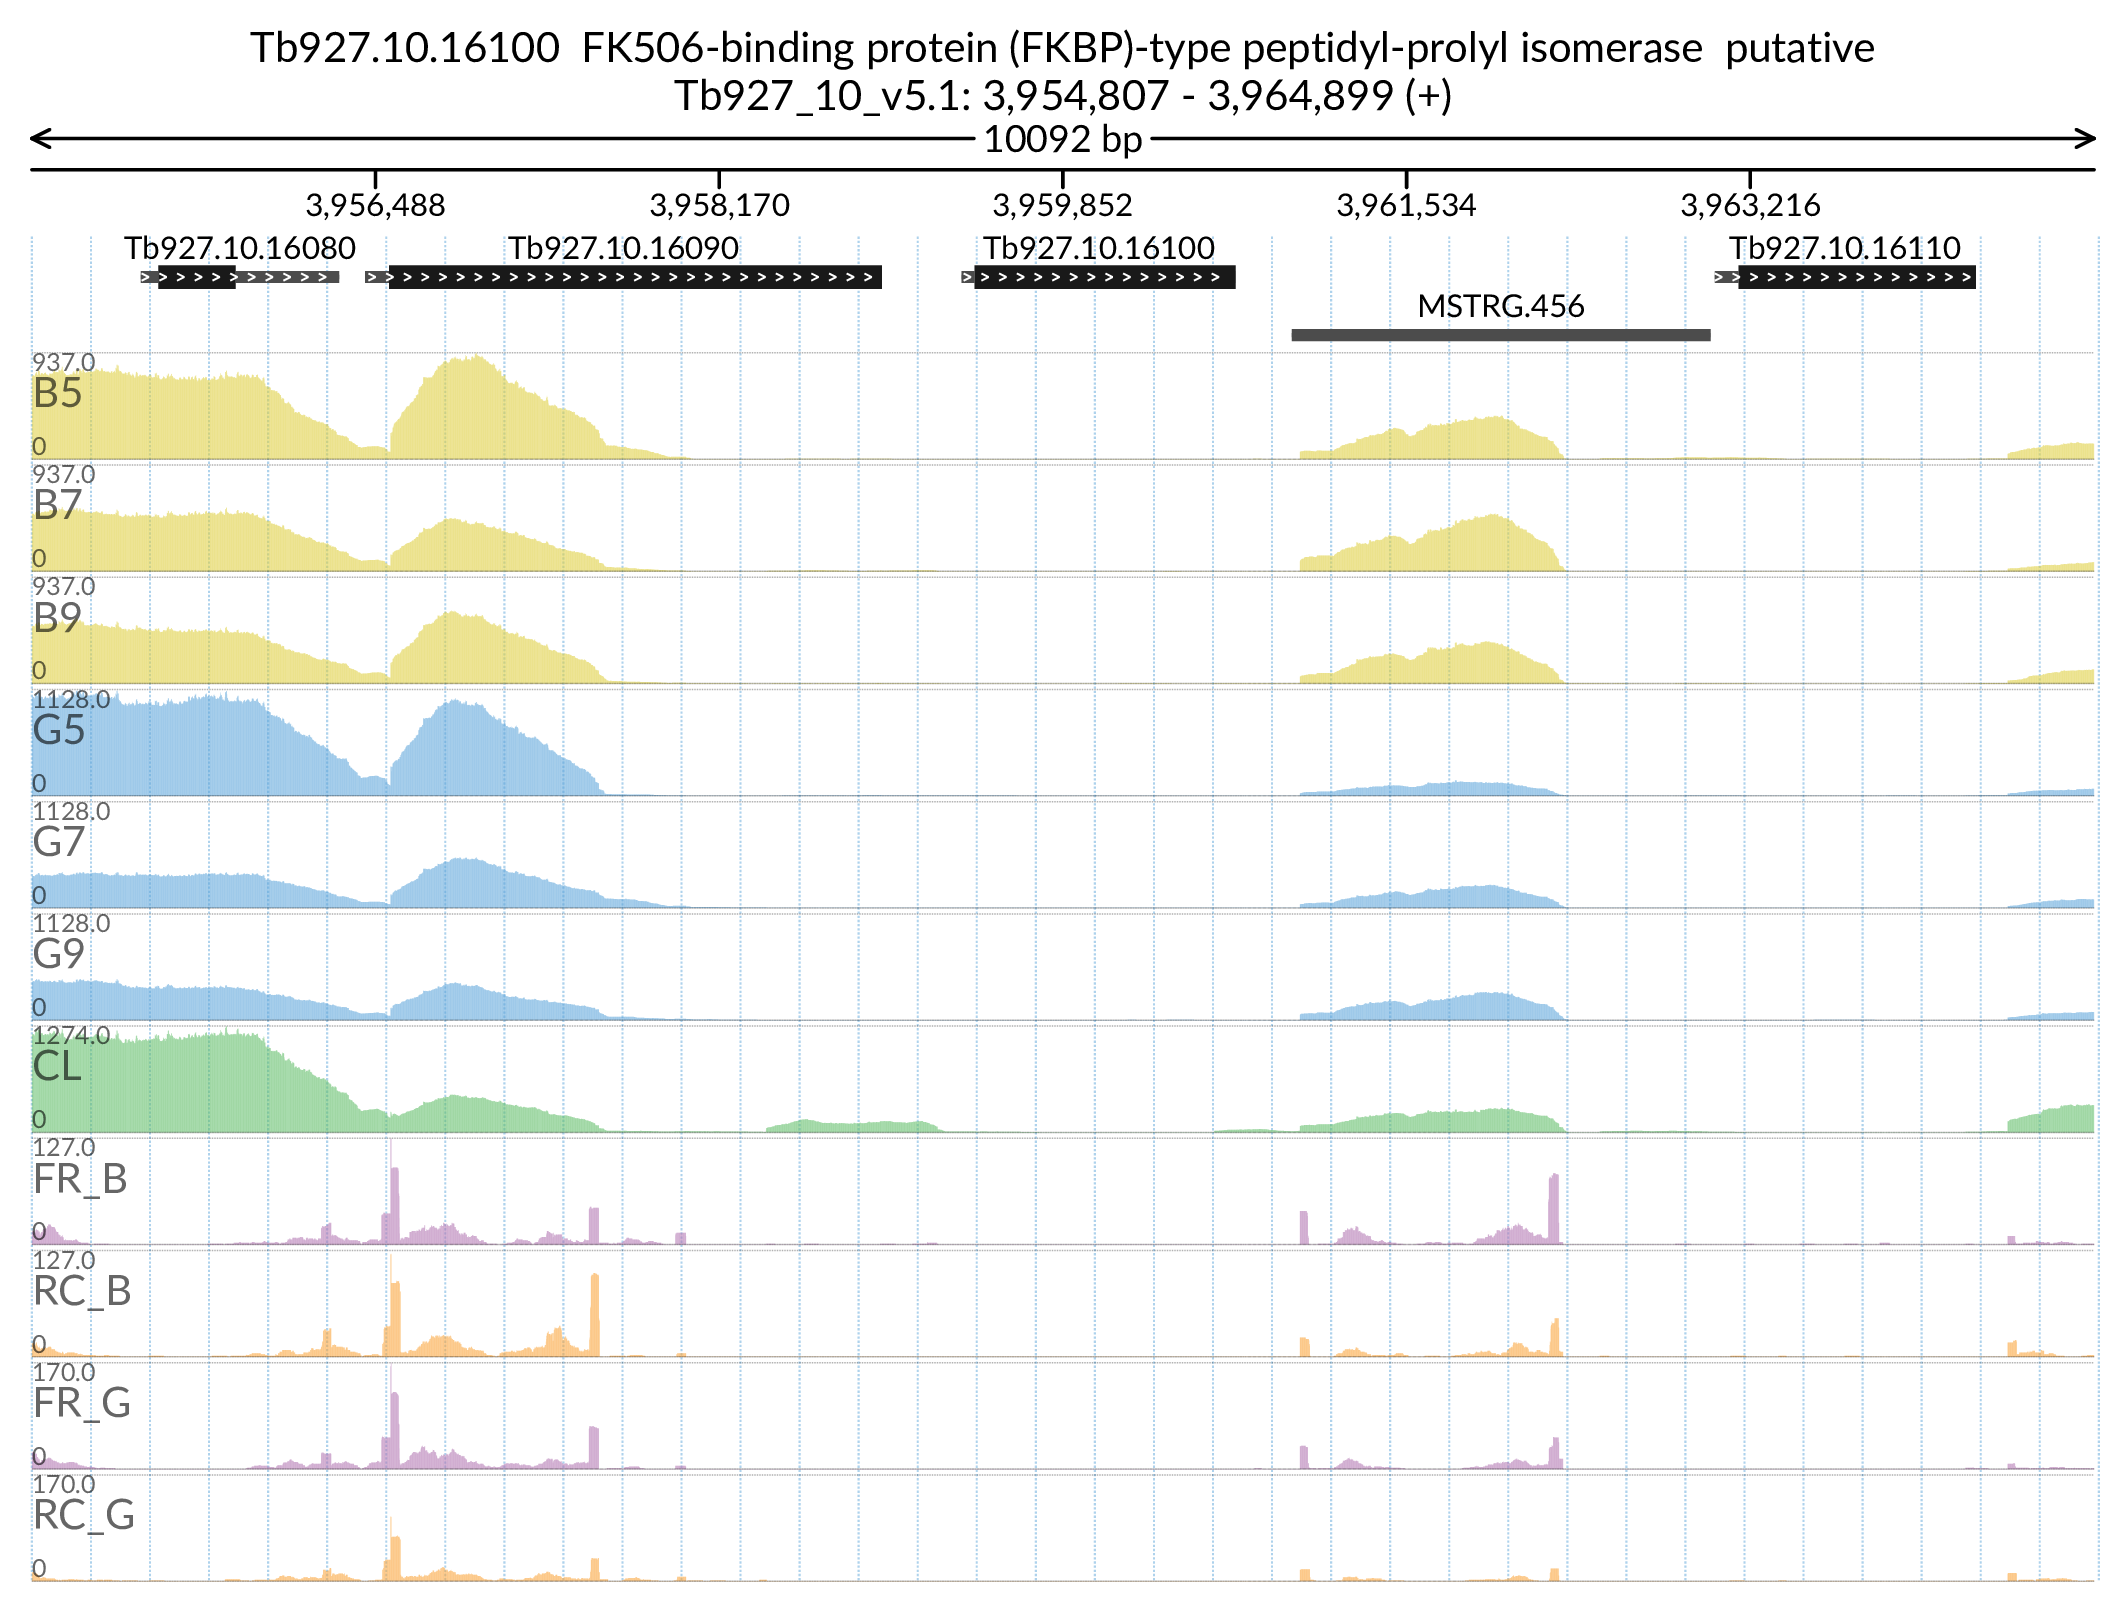 Tb927.10.16100 FK506-binding protein (FKBP)-type peptidyl-prolyl isomerase putative
Tb927_10_v5.1: 3,954,807 - 3,964,899 (+)
10092 bp
3,956,488 3,958,170 3,959,852 3,961,534 3,963,216
Tb927.10.16080 Tb927.10.16090 Tb927.10.16100 Tb927.10.16110
MSTRG.456
937.0
B5
0
937.0
B7
0
937.0
B9
0
1128.0
G5
0
1128.0
G7
0
1128.0
G9
0
1274.0
CL
0
127.0
FR_B
0
127.0
RC_B
0
170.0
FR_G
0
170.0
RC_G
0